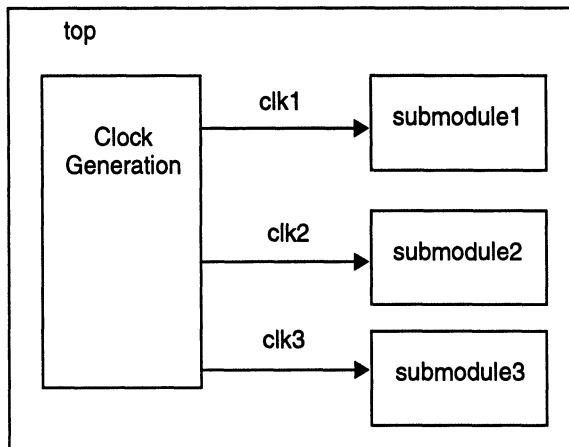 top
Clock
Generation
clk1
submodule1
clk2
submodule2
clk3
submodule3